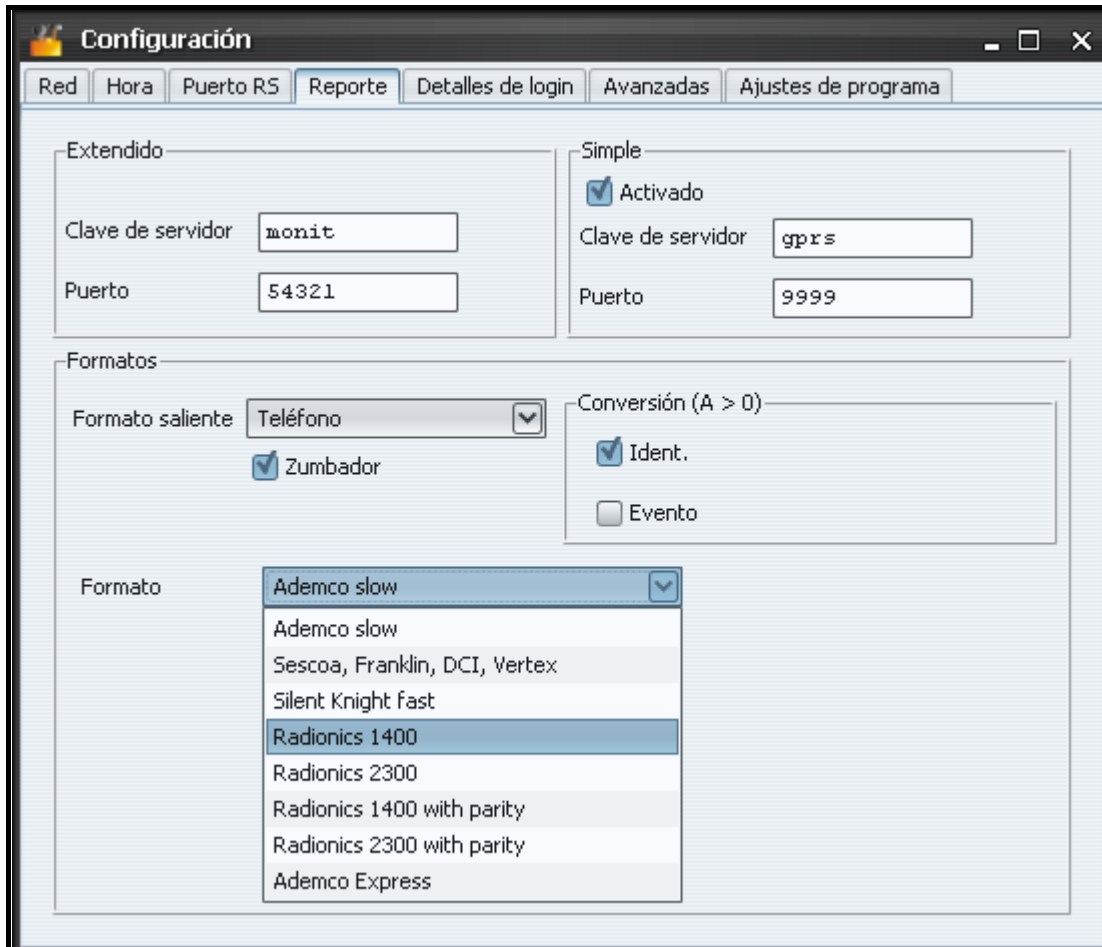 Configuración
Red Hora Puerto RS Reporte Detalles de login Avanzadas Ajustes de programa
Extendido
Clave de servidor monit
Puerto 54321
Simple
Activado
Clave de servidor gprs
Puerto 9999
Formatos
Formato saliente Teléfono
Zumbador
Conversión (A > 0)
Ident.
Evento
Formato Ademco slow
Ademco slow
Sescoa, Franklin, DCI, Vertex
Silent Knight fast
Radionics 1400
Radionics 2300
Radionics 1400 with parity
Radionics 2300 with parity
Ademco Express